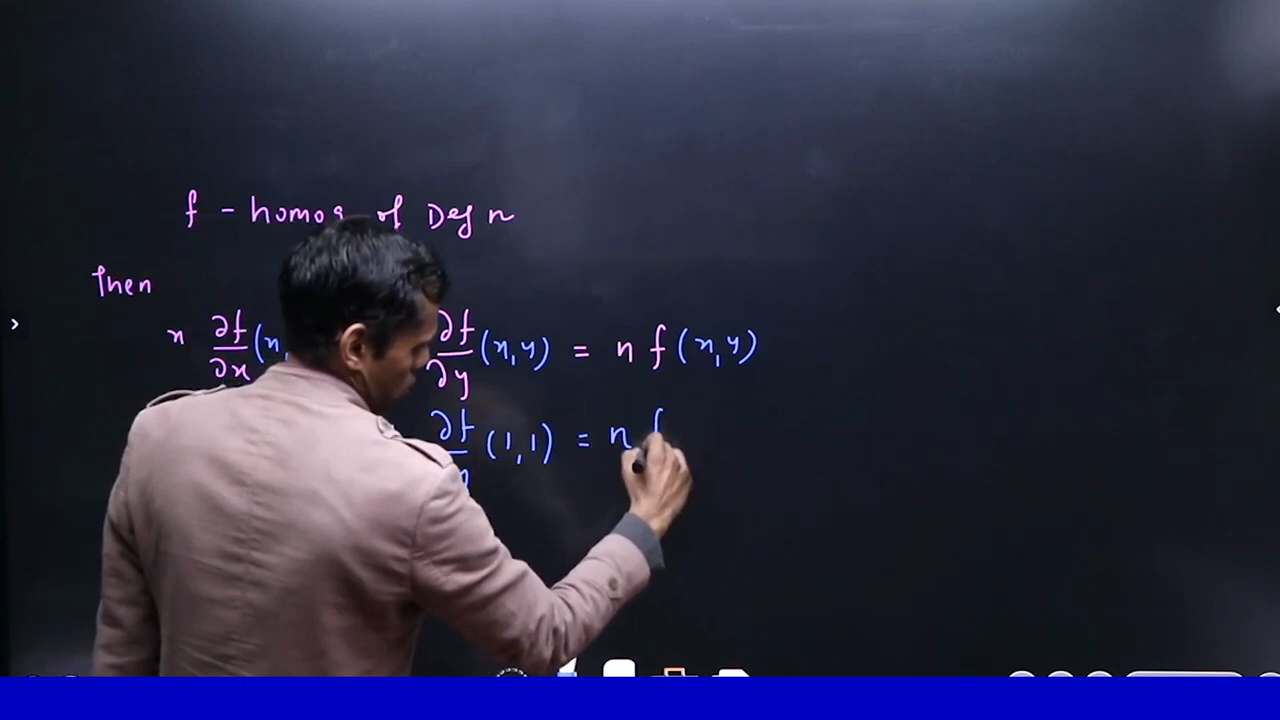 f - homog of Deg n
Then
x ∂f/∂x (x, ∂f/∂y (x,y) = n f(x,y)
∂f (1,1) = n f